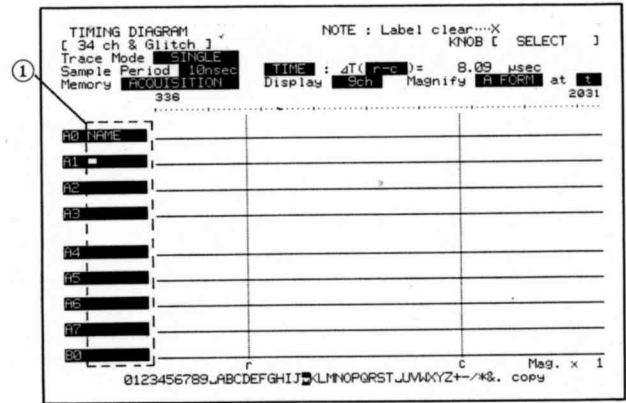 TIMING DIAGRAM
NOTE : Label clear····X
[ 34 ch & Glitch ]
KNOB [ SELECT ]
Trace Mode SINGLE
Sample Period 10nsec
TIME : ⊿T( r-c )= 8.09 µsec
Memory ACQUISITION
Display 9ch
Magnify A FORM at t
336
2031
①
A0 NAME
A1
A2
A3
A4
A5
A6
A7
B0
r
c
Mag. × 1
0123456789␣ABCDEFGHIJ␣KLMNOPQRST␣UVWXYZ+-/*&. copy